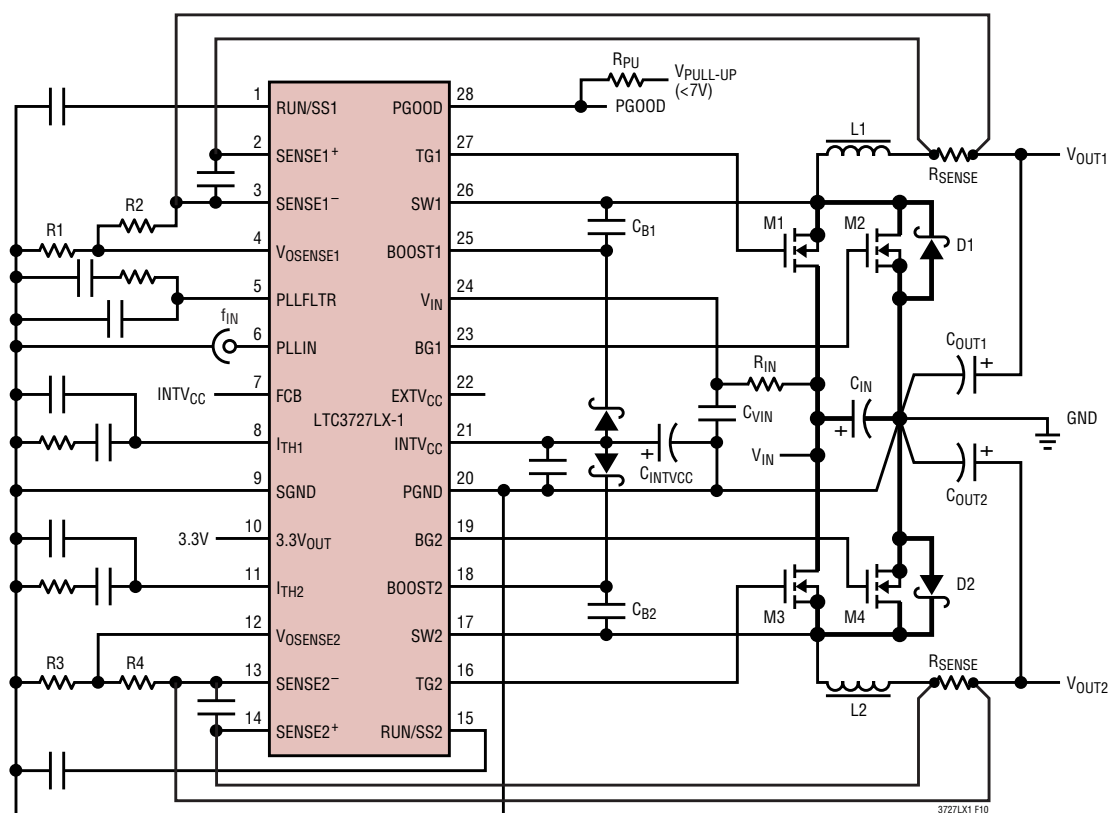 RPU
VPULL-UP
(<7V)
1 RUN/SS1 PGOOD 28 PGOOD
2 SENSE1+ TG1 27 L1
RSENSE VOUT1
3 SENSE1− SW1 26
R2 CB1 M1 M2 D1
R1
4 VOSENSE1 BOOST1 25
5 PLLFLTR VIN 24
fIN
6 PLLIN BG1 23
COUT1
RIN CIN
7 INTVCC FCB EXTVCC 22
CVIN
LTC3727LX-1
GND
8 ITH1 INTVCC 21
+ CINTVCC VIN + + +
COUT2
9 SGND PGND 20
10 3.3V 3.3VOUT BG2 19
11 ITH2 BOOST2 18
CB2 M3 M4 D2
12 VOSENSE2 SW2 17
R3 R4
13 SENSE2− TG2 16
RSENSE VOUT2
L2
14 SENSE2+ RUN/SS2 15
3727LX1 F10